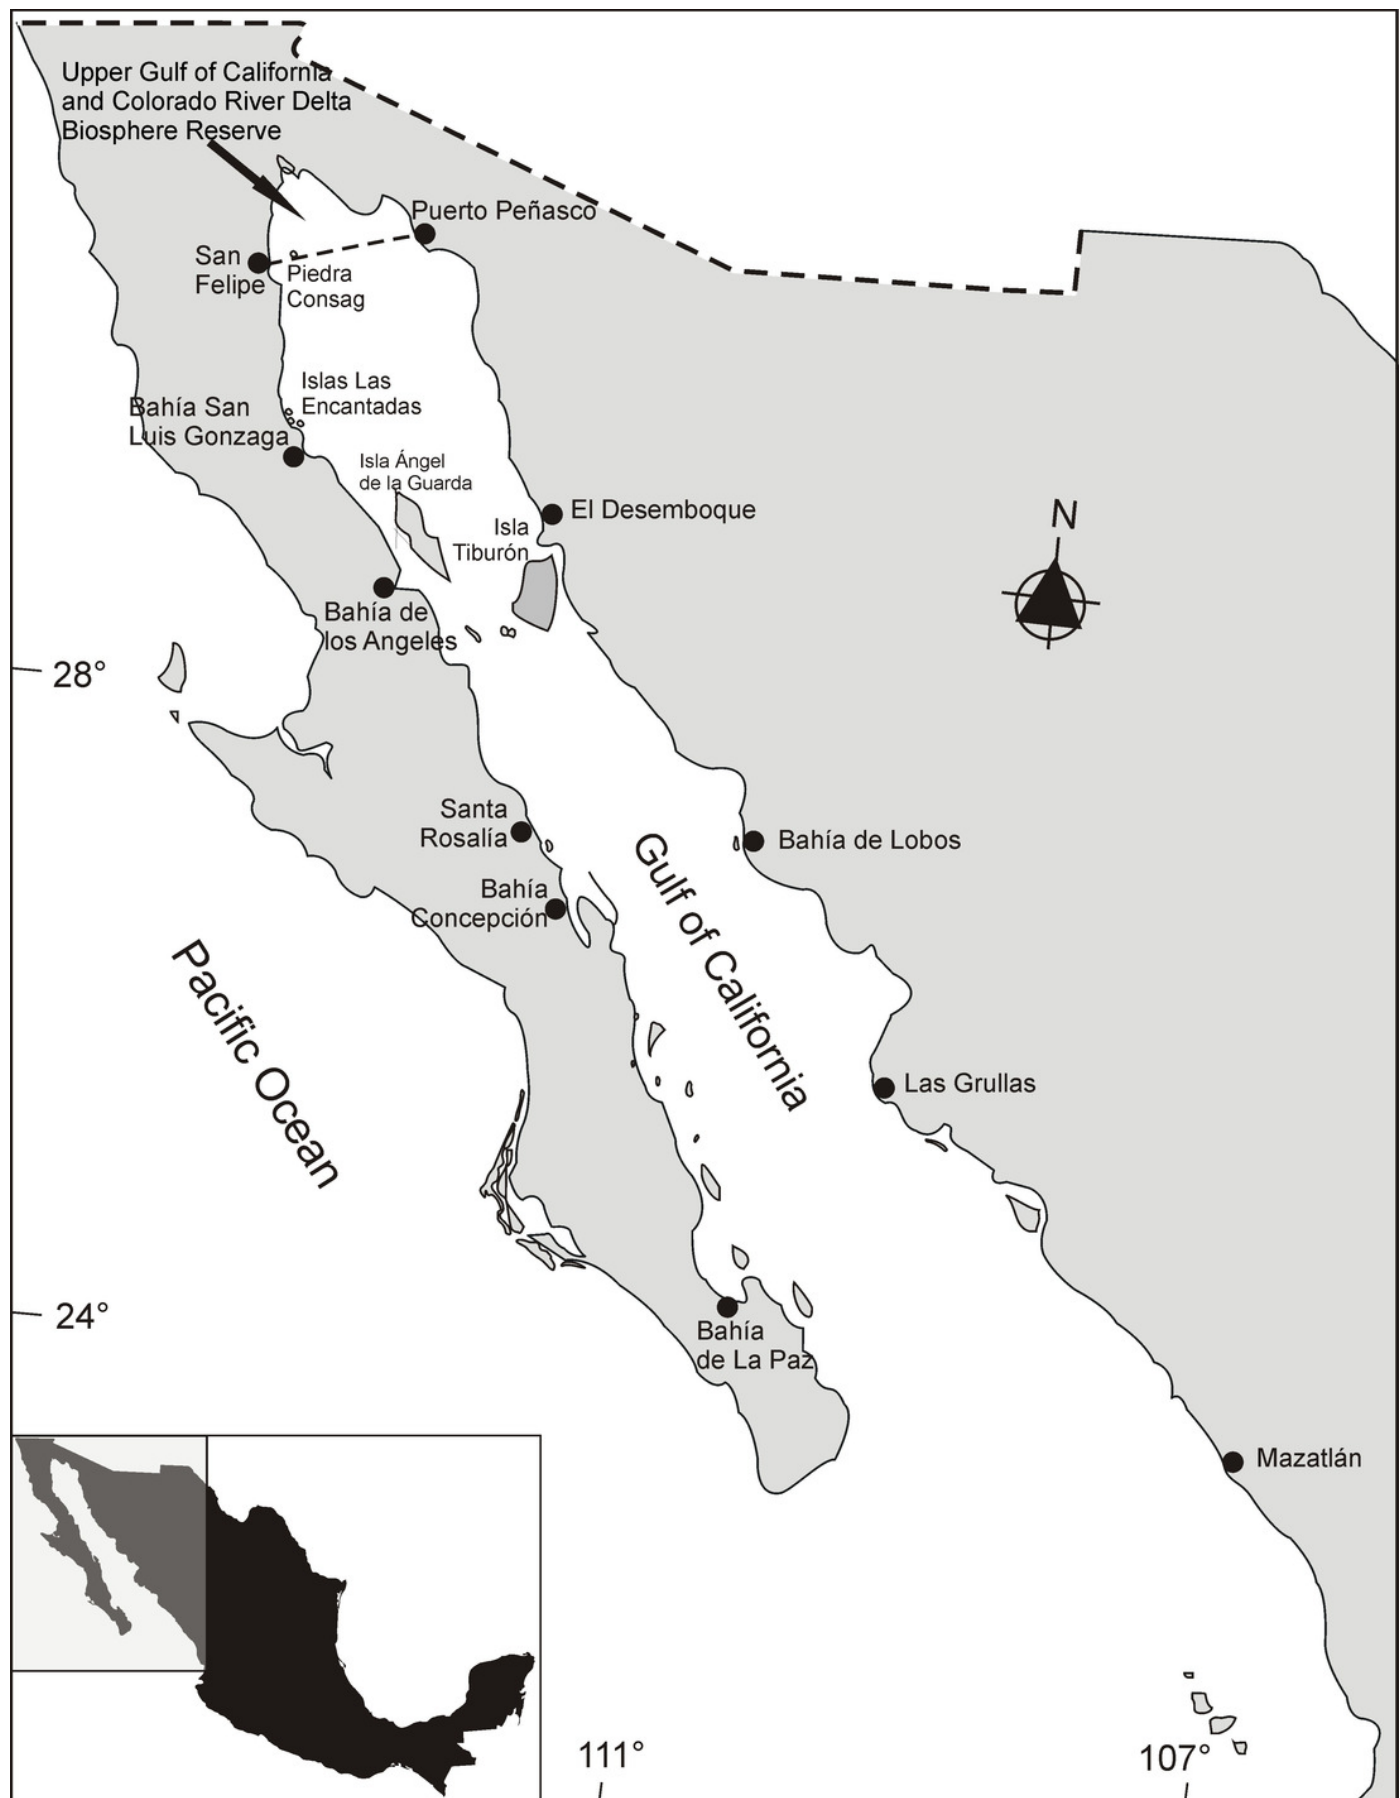 Upper Gulf of California
and Colorado River Delta
Biosphere Reserve
Puerto Peñasco
San
Felipe
Piedra
Consag
Islas Las
Encantadas
Bahía San
Luis Gonzaga
Isla Ángel
de la Guarda
El Desemboque
Isla
Tiburón
N
Bahía de
los Angeles
28°
Santa
Rosalía
Bahía de Lobos
Bahía
Concepción
Gulf of California
Pacific Ocean
Las Grullas
24°
Bahía
de La Paz
Mazatlán
111°
107°